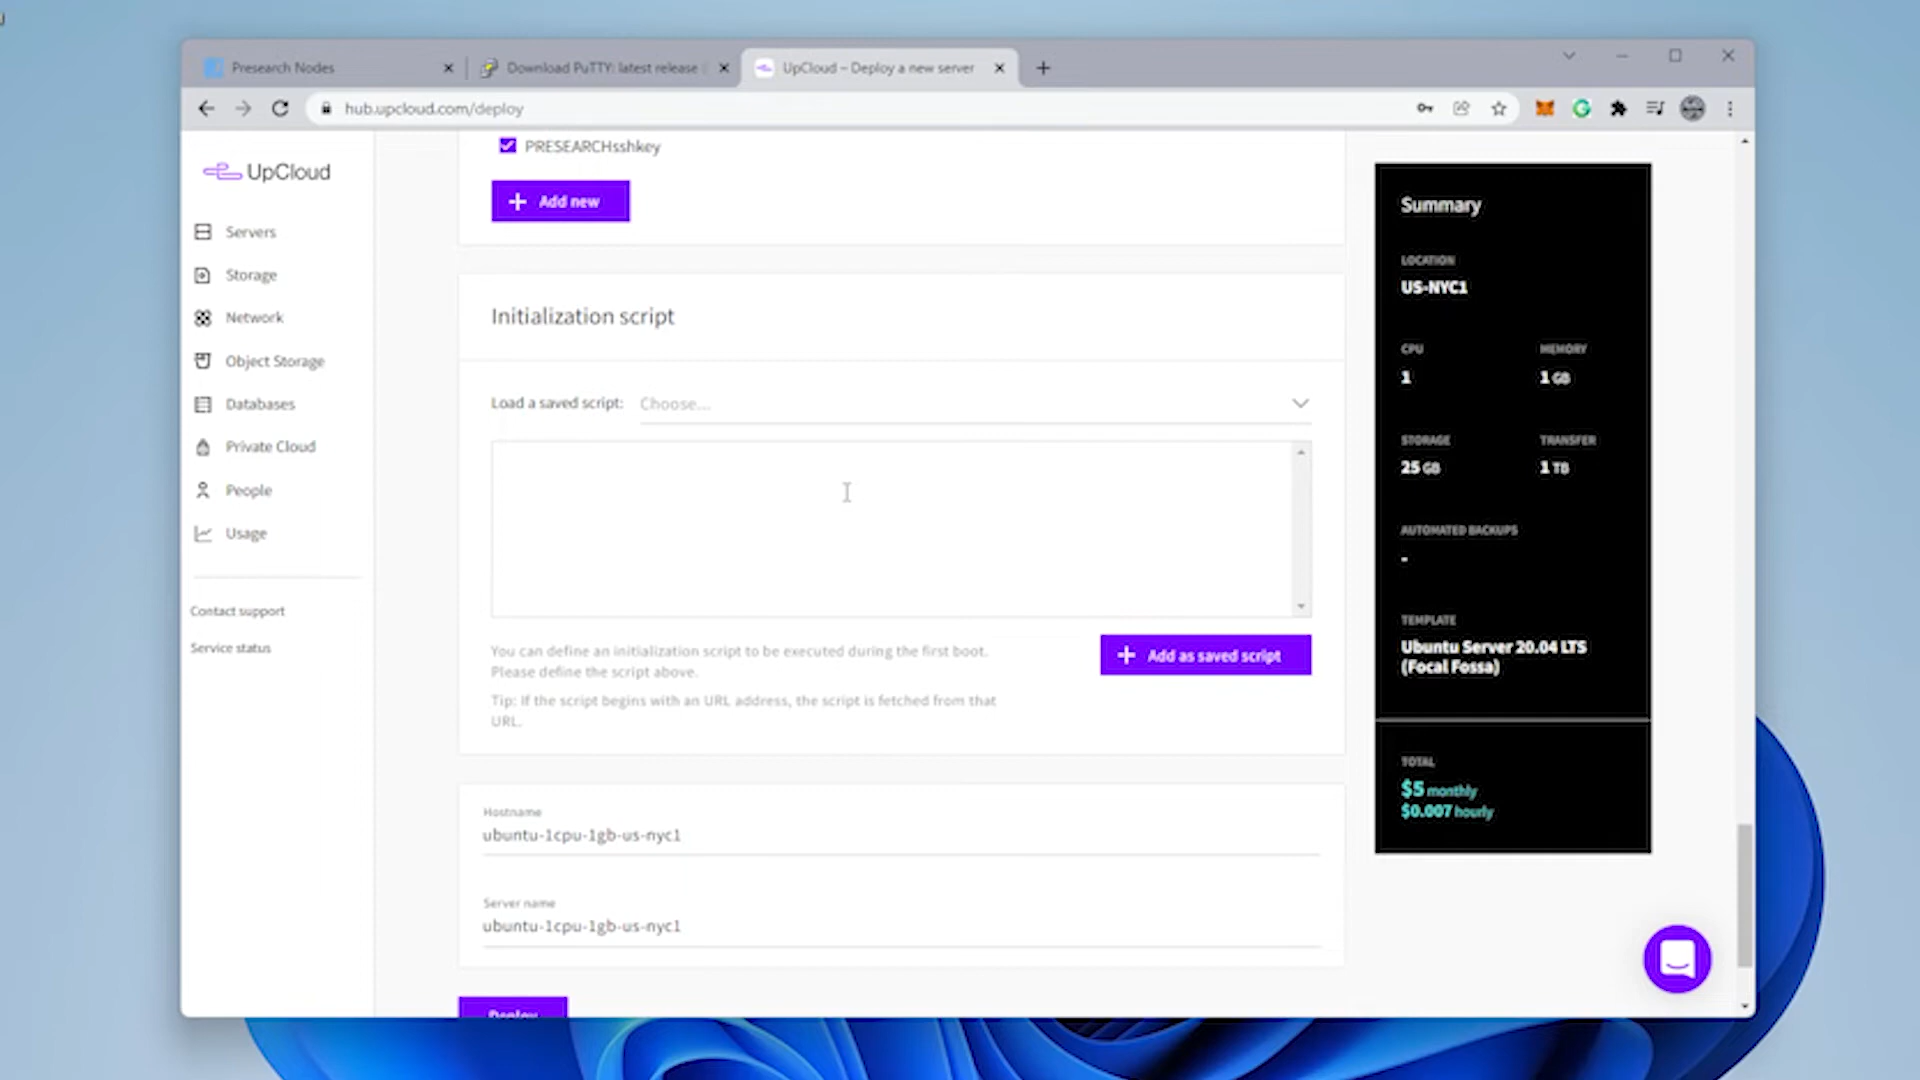 Presearch Nodes
Download PuTTY: latest release
UpCloud – Deploy a new server
hub.upcloud.com/deploy
UpCloud
Servers
Storage
Network
Object Storage
Databases
Private Cloud
People
Usage
Contact support
Service status
PRESEARCHsshkey
Add new
Initialization script
Load a saved script: Choose...
You can define an initialization script to be executed during the first boot.
Please define the script above.
Tip: If the script begins with an URL address, the script is fetched from that
URL.
Add as saved script
Hostname
ubuntu-1cpu-1gb-us-nyc1
Server name
ubuntu-1cpu-1gb-us-nyc1
Deploy
Summary
LOCATION
US-NYC1
CPU MEMORY
1 1 GB
STORAGE TRANSFER
25 GB 1 TB
AUTOMATED BACKUPS
-
TEMPLATE
Ubuntu Server 20.04 LTS
(Focal Fossa)
TOTAL
$5 monthly
$0.007 hourly